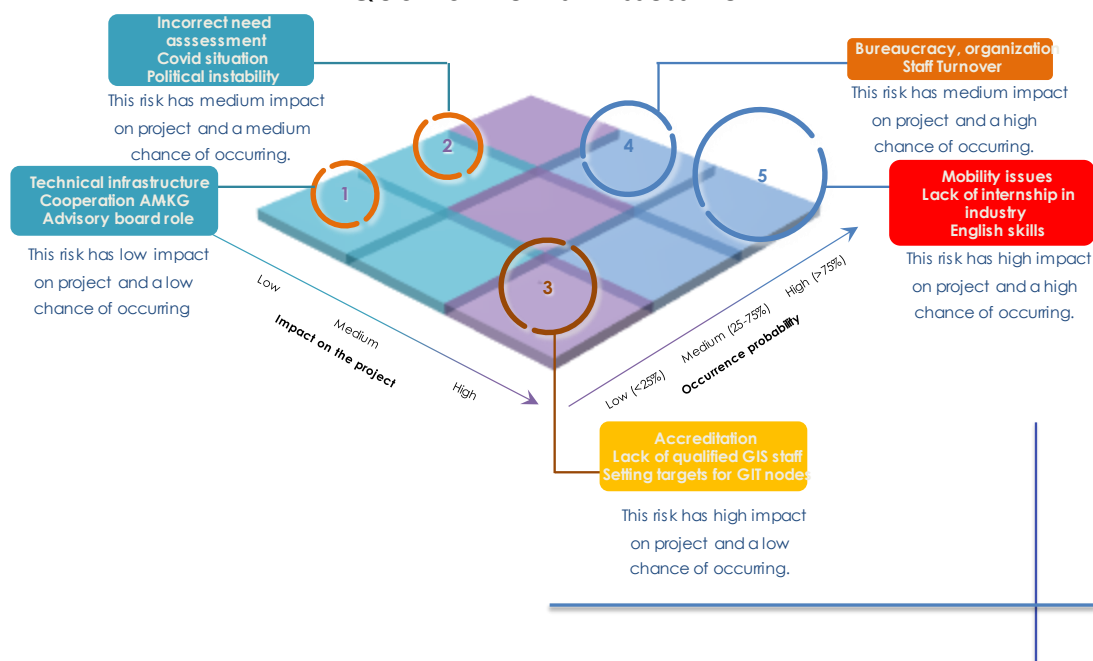 Incorrect need
asssessment
Covid situation
Political instability
This risk has medium impact
on project and a medium
chance of occurring.
Technical infrastructure
Cooperation AMKG
Advisory board role
This risk has low impact
on project and a low
chance of occurring
Bureaucracy, organization
Staff Turnover
This risk has medium impact
on project and a high
chance of occurring.
Mobility issues
Lack of internship in
industry
English skills
This risk has high impact
on project and a high
chance of occurring.
1
2
3
4
5
Low
Medium
High
Impact on the project
Low (<25%)
Medium (25-75%)
High (>75%)
Occurrence probability
Accreditation
Lack of qualified GIS staff
Setting targets for GIT nodes
This risk has high impact
on project and a low
chance of occurring.